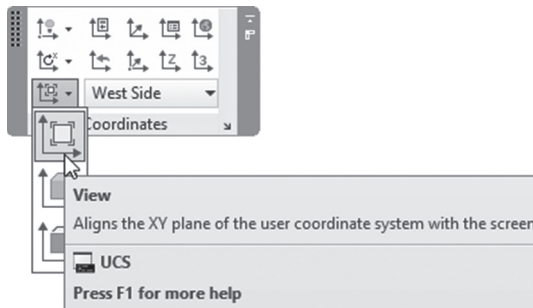 West Side
Coordinates
View
Aligns the XY plane of the user coordinate system with the screen
UCS
Press F1 for more help